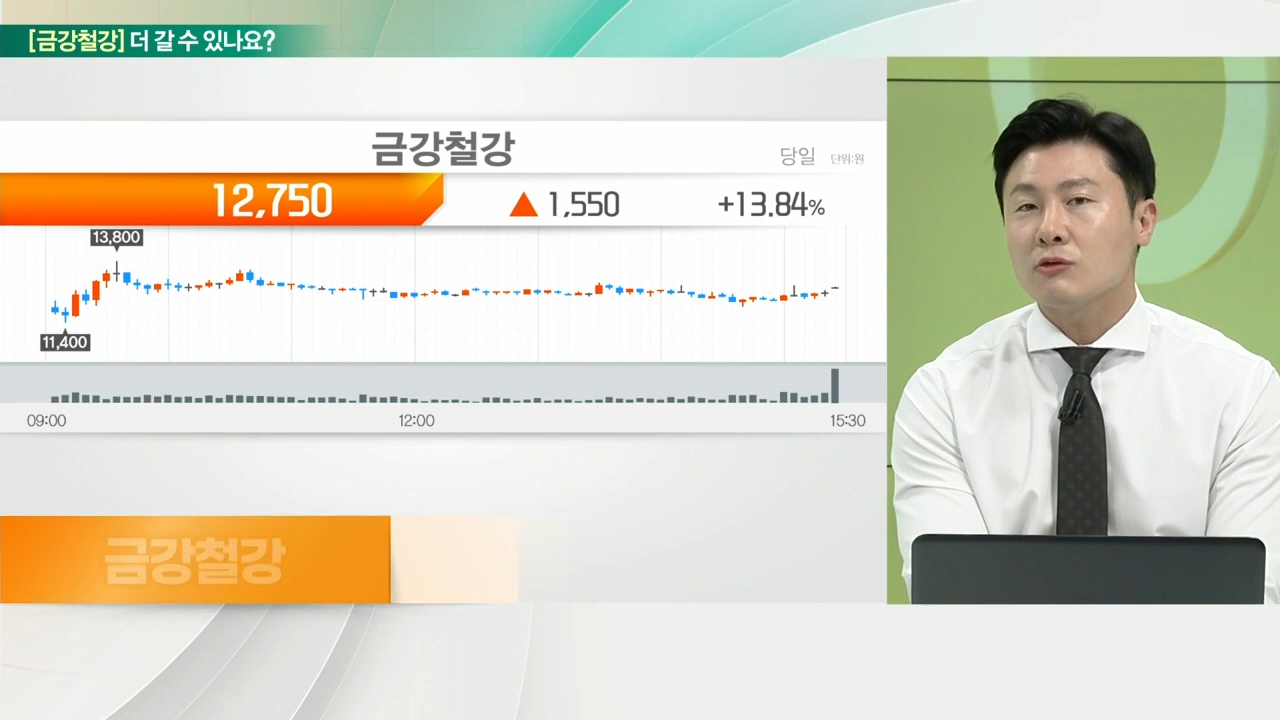 [금강철강] 더 갈 수 있나요?
금강철강
당일 단위:원
12,750 ▲ 1,550 +13.84%
13,800
11,400
09:00 12:00 15:30
금강철강